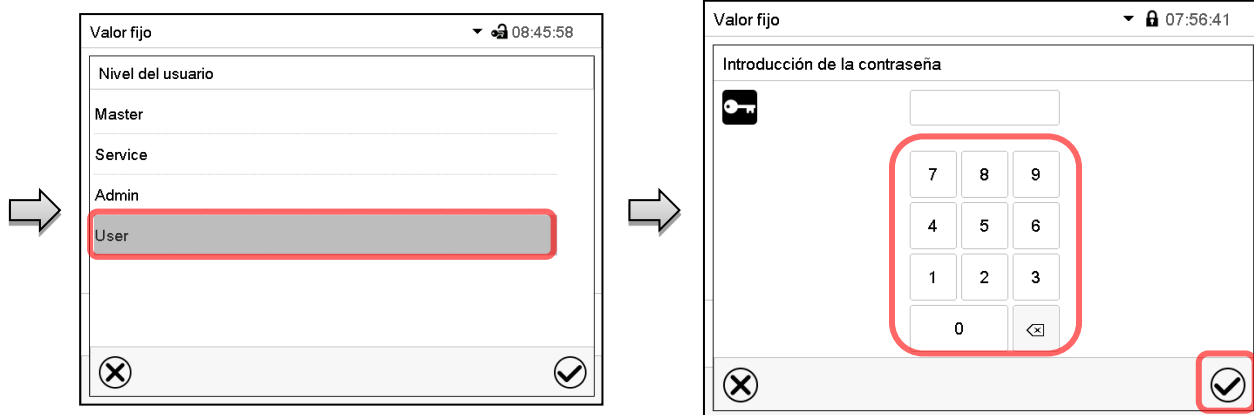 Valor fijo 08:45:58
Nivel del usuario
Master
Service
Admin
User
Valor fijo 07:56:41
Introducción de la contraseña
7 8 9
4 5 6
1 2 3
0